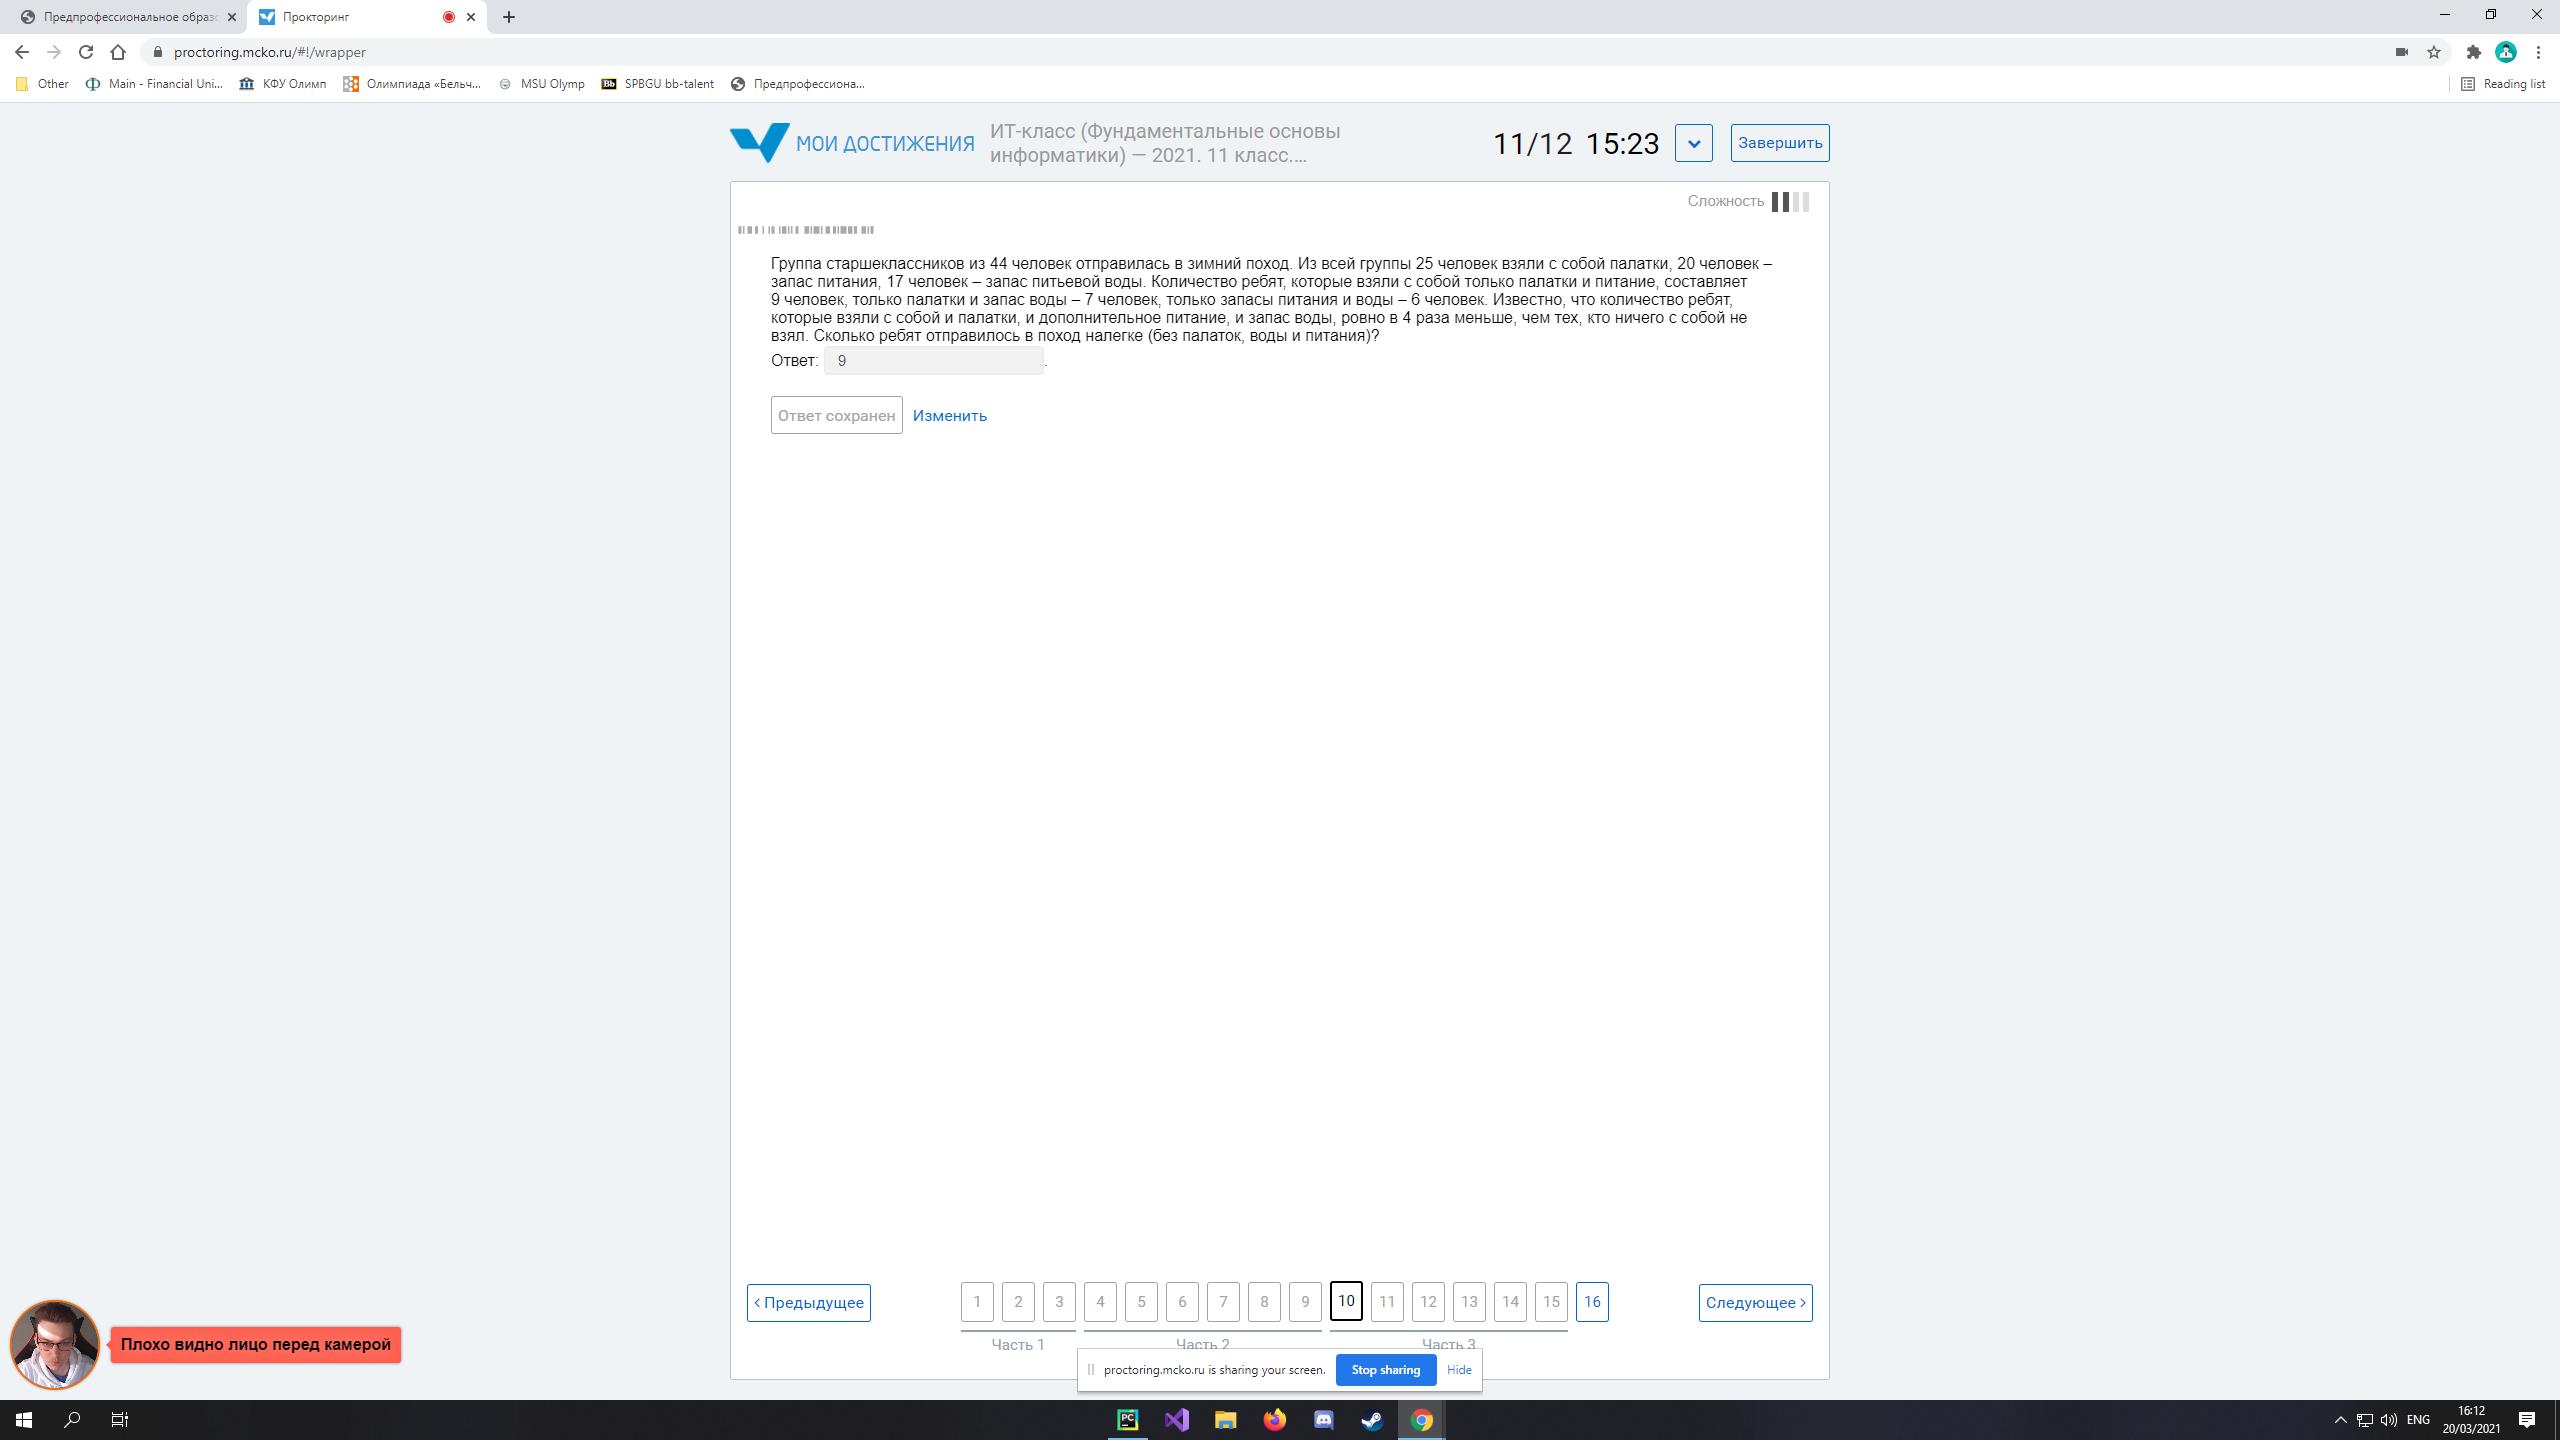 Предпрофессиональное образо
Прокторинг
proctoring.mcko.ru/#!/wrapper
Other
Main - Financial Uni...
КФУ Олимп
Олимпиада «Бельч...
MSU Olymp
Bb
SPBGU bb-talent
Предпрофессиона...
Reading list
МОИ ДОСТИЖЕНИЯ
ИТ-класс (Фундаментальные основы
информатики) — 2021. 11 класс....
11/12 15:23
Завершить
Сложность
Группа старшеклассников из 44 человек отправилась в зимний поход. Из всей группы 25 человек взяли с собой палатки, 20 человек –
запас питания, 17 человек – запас питьевой воды. Количество ребят, которые взяли с собой только палатки и питание, составляет
9 человек, только палатки и запас воды – 7 человек, только запасы питания и воды – 6 человек. Известно, что количество ребят,
которые взяли с собой и палатки, и дополнительное питание, и запас воды, ровно в 4 раза меньше, чем тех, кто ничего с собой не
взял. Сколько ребят отправилось в поход налегке (без палаток, воды и питания)?
Ответ: 9.
Ответ сохранен Изменить
< Предыдущее
1 2 3 4 5 6 7 8 9 10 11 12 13 14 15 16
Следующее >
Часть 1
Часть 2
Часть 3
Плохо видно лицо перед камерой
proctoring.mcko.ru is sharing your screen.
Stop sharing
Hide
PC
ENG
16:12
20/03/2021